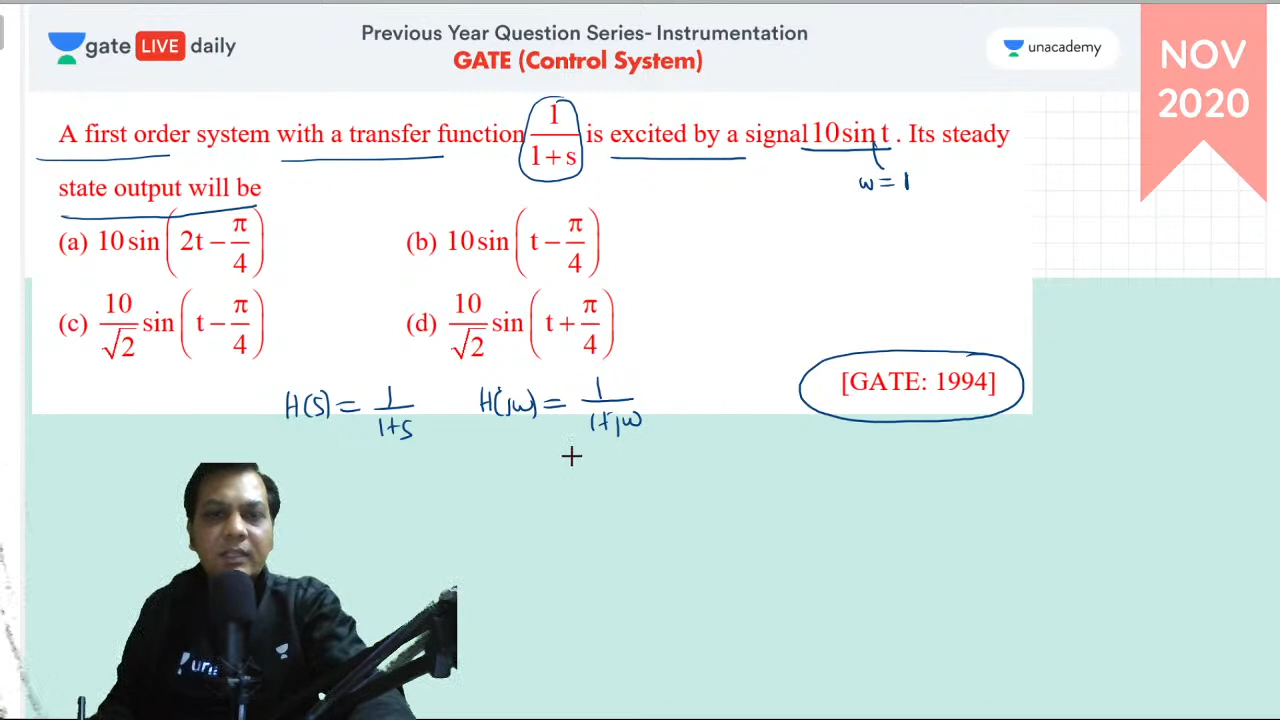 gate LIVE daily
Previous Year Question Series- Instrumentation
GATE (Control System)
unacademy
NOV
2020
A first order system with a transfer function 1/(1+s) is excited by a signal 10 sin t . Its steady
ω = 1
state output will be
(a) 10 sin(2t − π/4)
(b) 10 sin(t − π/4)
(c) 10/√2 sin(t − π/4)
(d) 10/√2 sin(t + π/4)
[GATE: 1994]
H(s) = 1/(1+s)
H(jω) = 1/(1+jω)
una